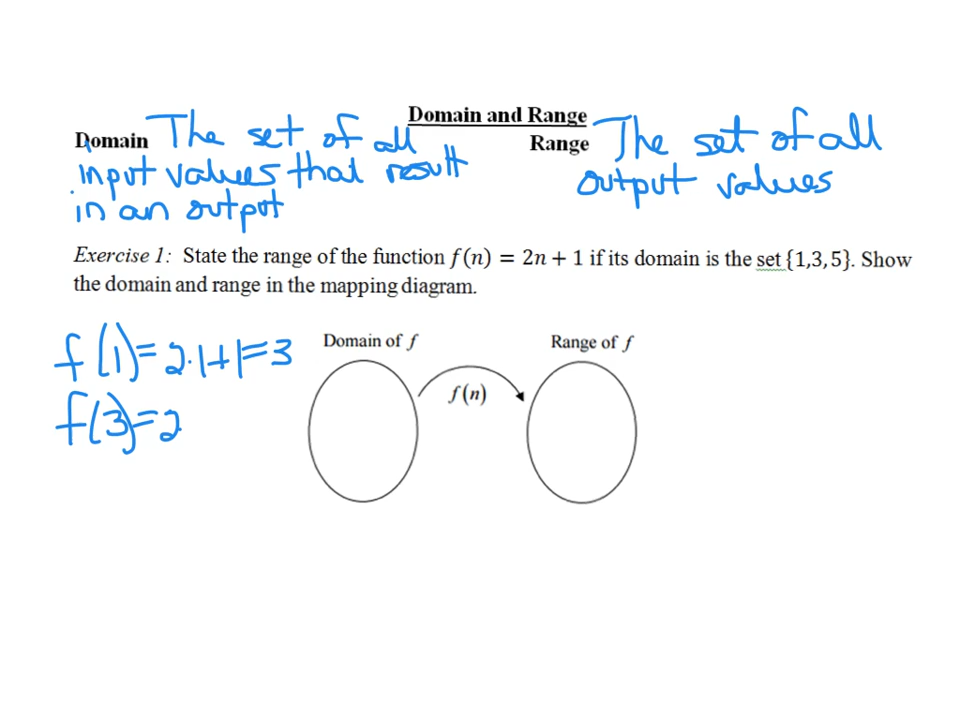 Domain and Range
Domain The set of all
input values that result
in an output
Range The set of all
output values
Exercise 1: State the range of the function f(n) = 2n + 1 if its domain is the set {1,3,5}. Show
the domain and range in the mapping diagram.
f(1)=2·1+1=3
f(3)=2
Domain of f
f(n)
Range of f